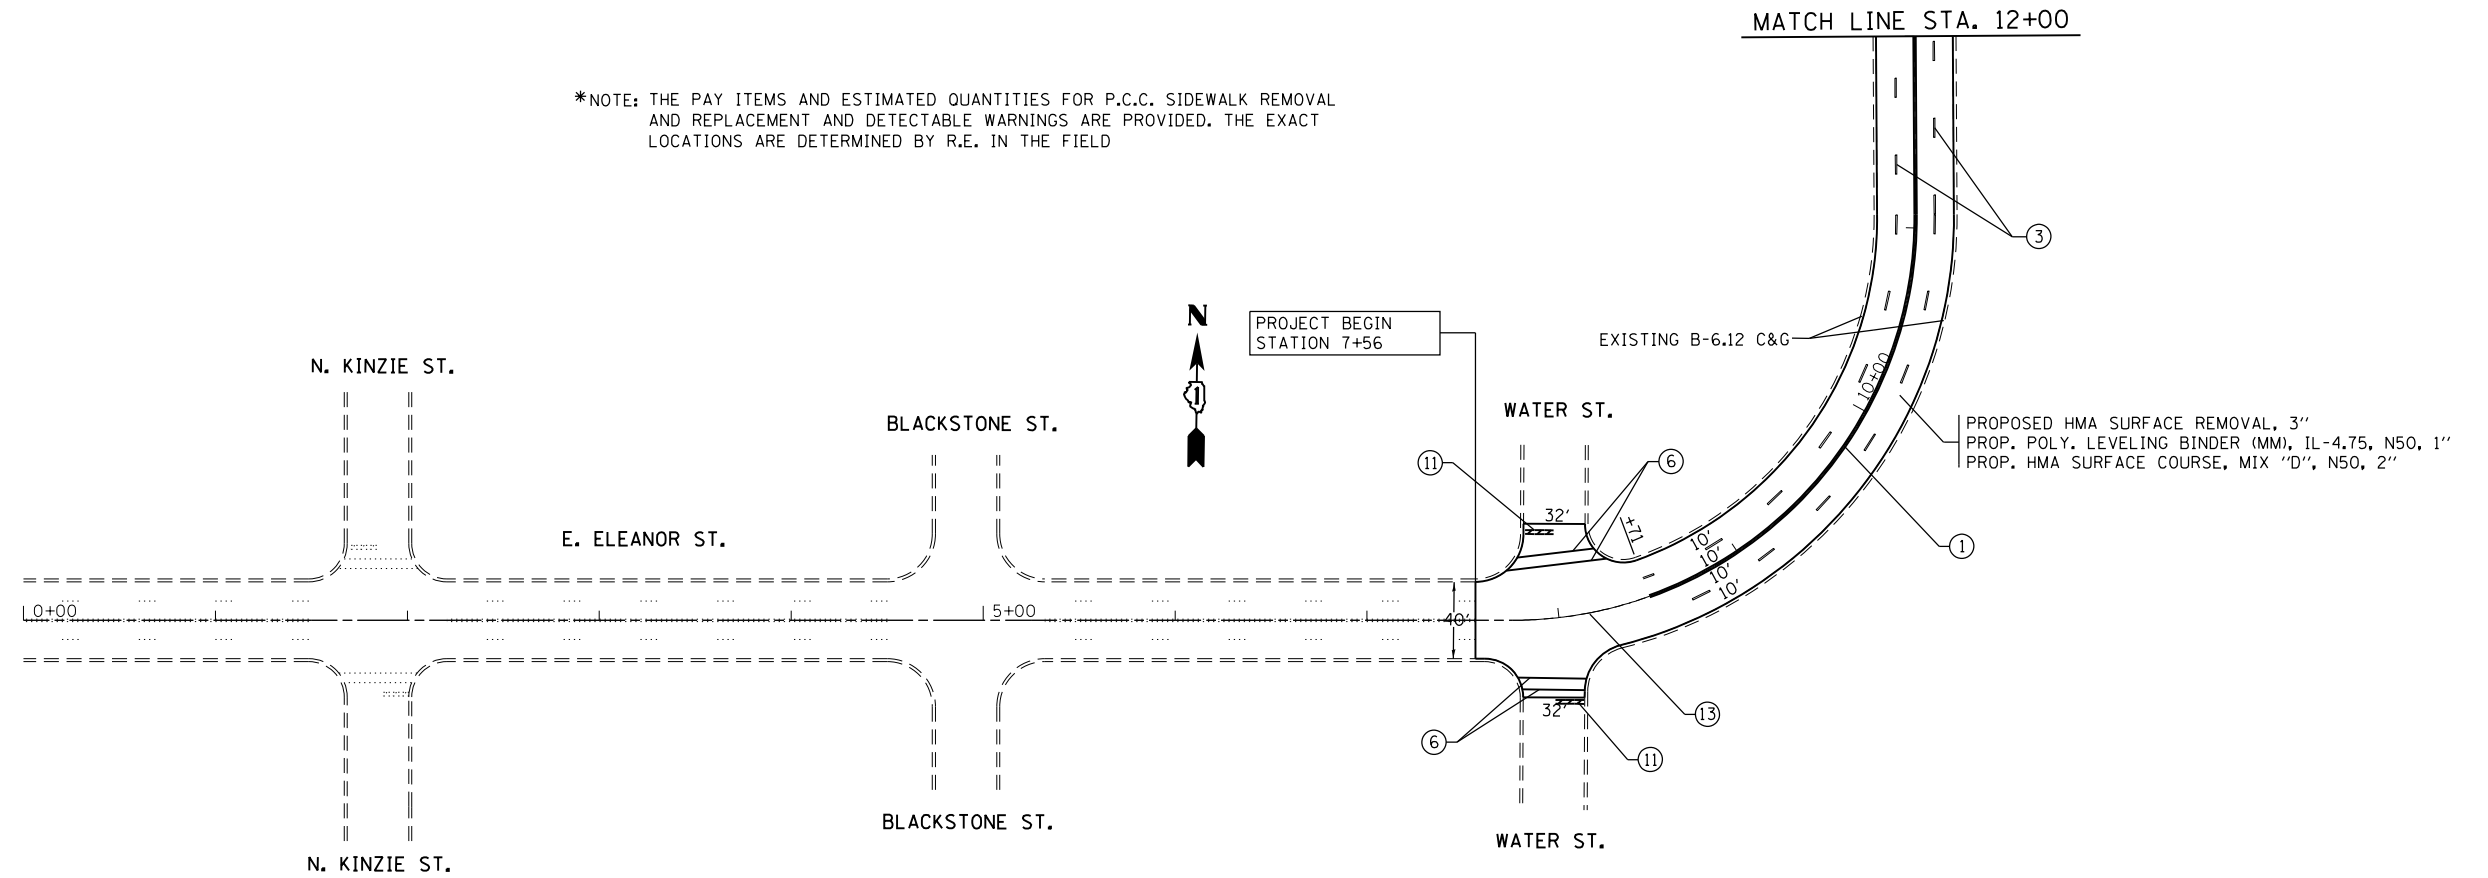 MATCH LINE STA. 12+00
*NOTE: THE PAY ITEMS AND ESTIMATED QUANTITIES FOR P.C.C. SIDEWALK REMOVAL
AND REPLACEMENT AND DETECTABLE WARNINGS ARE PROVIDED. THE EXACT
LOCATIONS ARE DETERMINED BY R.E. IN THE FIELD
3
N
1
PROJECT BEGIN
STATION 7+56
EXISTING B-6.12 C&G
N. KINZIE ST.
10+00
BLACKSTONE ST.
WATER ST.
PROPOSED HMA SURFACE REMOVAL, 3"
PROP. POLY. LEVELING BINDER (MM), IL-4.75, N50, 1"
PROP. HMA SURFACE COURSE, MIX "D", N50, 2"
11
6
32'
+71
E. ELEANOR ST.
10'
10'
10'
10'
1
0+00
5+00
40'
32'
13
6
11
BLACKSTONE ST.
WATER ST.
N. KINZIE ST.